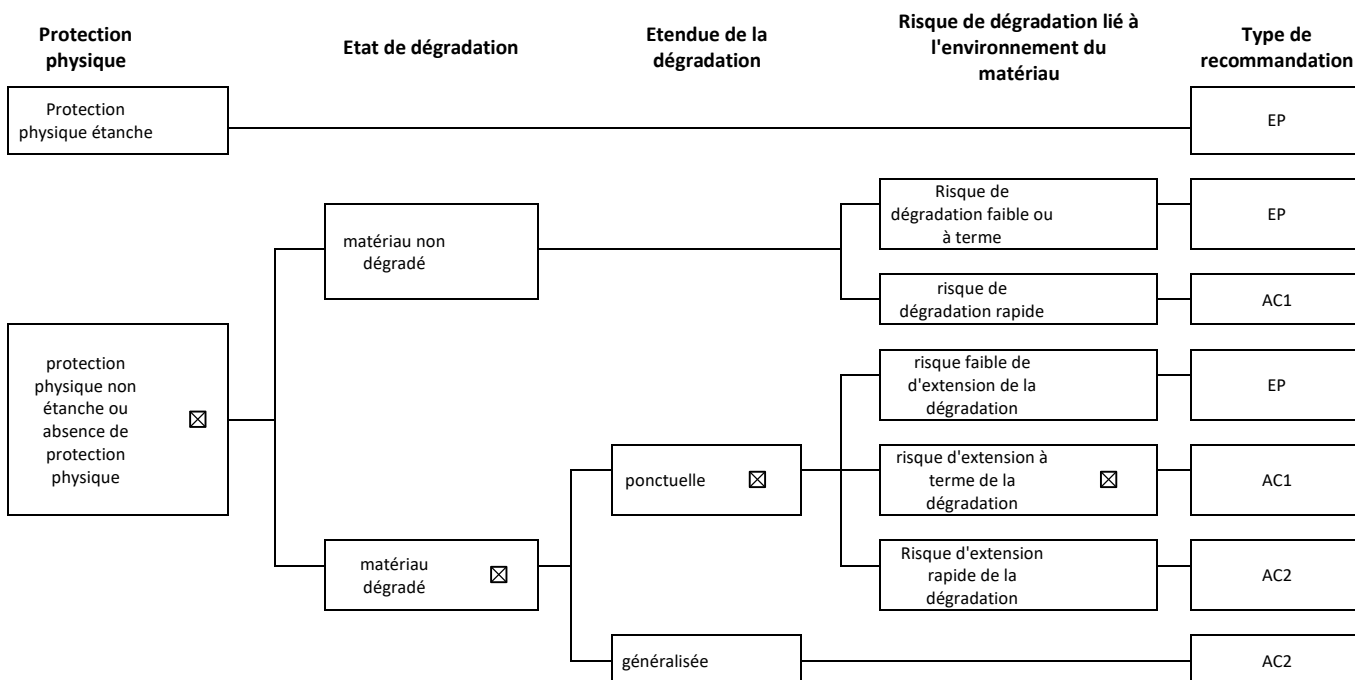 Protection
physique
Etat de dégradation
Etendue de la
dégradation
Risque de dégradation lié à
l'environnement du
matériau
Type de
recommandation
Protection
physique étanche
EP
matériau non
dégradé
Risque de
dégradation faible ou
à terme
EP
risque de
dégradation rapide
AC1
protection
physique non
étanche ou
absence de
protection
physique
☒
risque faible de
d'extension de la
dégradation
EP
ponctuelle ☒
risque d'extension à
terme de la
dégradation
☒
AC1
matériau
dégradé
☒
Risque d'extension
rapide de la
dégradation
AC2
généralisée
AC2